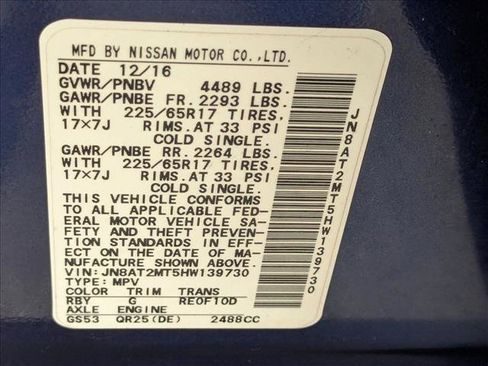 MFD BY NISSAN MOTOR CO.,LTD.
DATE 12/16
GVWR/PNBV 4489 LBS.
GAWR/PNBE FR. 2293 LBS.
WITH 225/65R17 TIRES,
17×7J RIMS,AT 33 PSI
COLD SINGLE.
GAWR/PNBE RR. 2264 LBS.
WITH 225/65R17 TIRES,
17×7J RIMS,AT 33 PSI
COLD SINGLE.
THIS VEHICLE CONFORMS
TO ALL APPLICABLE FED-
ERAL MOTOR VEHICLE SA-
FETY AND THEFT PREVEN-
TION STANDARDS IN EFF-
ECT ON THE DATE OF MA-
NUFACTURE SHOWN ABOVE.
VIN:JN8AT2MT5HW139730
TYPE: MPV
COLOR TRIM TRANS
RBY G RE0F10D
AXLE ENGINE
GS53 QR25(DE) 2488CC
JN8AT2MT5HW139730